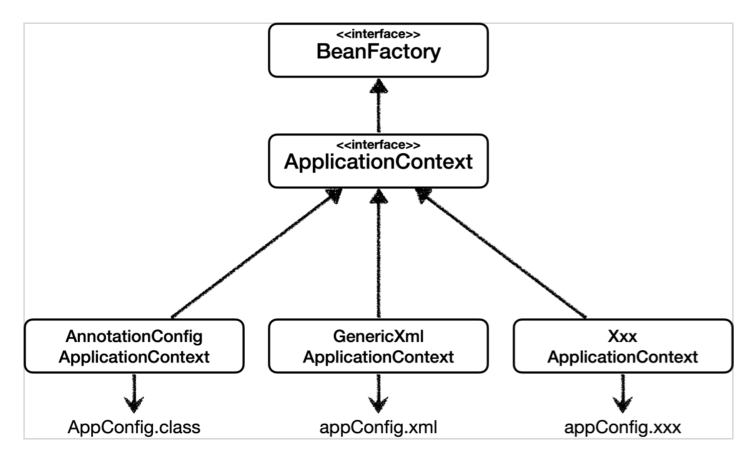 <<interface>>
BeanFactory
<<interface>>
ApplicationContext
AnnotationConfig
ApplicationContext
GenericXml
ApplicationContext
Xxx
ApplicationContext
AppConfig.class
appConfig.xml
appConfig.xxx